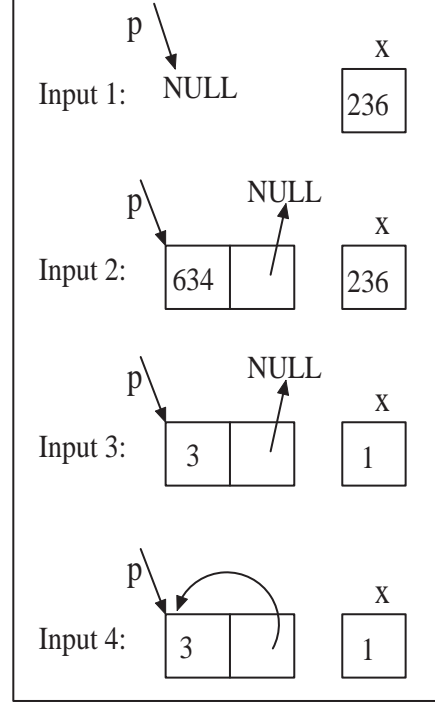 p
x
Input 1: NULL 236
NULL
p
x
Input 2: 634 236
NULL
p
x
Input 3: 3 1
p
x
Input 4: 3 1